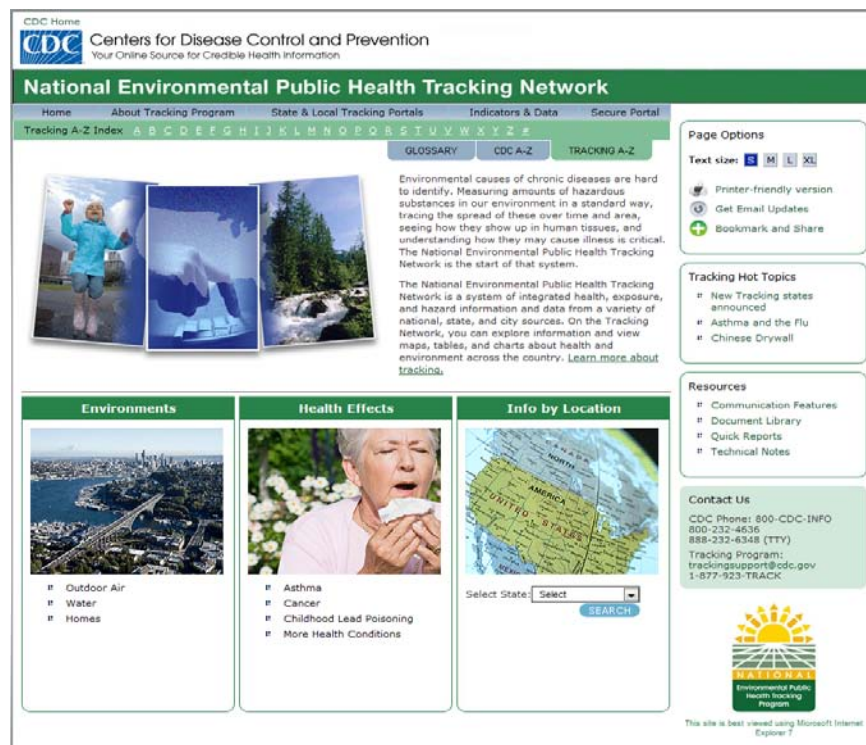 CDC Home
CDC
Centers for Disease Control and Prevention
Your Online Source for Credible Health Information
National Environmental Public Health Tracking Network
Home About Tracking Program State & Local Tracking Portals Indicators & Data Secure Portal
Tracking A-Z Index A B C D E F G H I J K L M N O P Q R S T U V W X Y Z #
GLOSSARY CDC A-Z TRACKING A-Z
Environmental causes of chronic diseases are hard
to identify. Measuring amounts of hazardous
substances in our environment in a standard way,
tracing the spread of these over time and area,
seeing how they show up in human tissues, and
understanding how they may cause illness is critical.
The National Environmental Public Health Tracking
Network is the start of that system.
The National Environmental Public Health Tracking
Network is a system of integrated health, exposure,
and hazard information and data from a variety of
national, state, and city sources. On the Tracking
Network, you can explore information and view
maps, tables, and charts about health and
environment across the country. Learn more about
tracking.
Environments
Outdoor Air
Water
Homes
Health Effects
Asthma
Cancer
Childhood Lead Poisoning
More Health Conditions
Info by Location
CANADA
NORTH
AMERICA
UNITED STATES
MEXICO
Select State: Select
SEARCH
Page Options
Text size: S M L XL
Printer-friendly version
Get Email Updates
Bookmark and Share
Tracking Hot Topics
New Tracking states
announced
Asthma and the Flu
Chinese Drywall
Resources
Communication Features
Document Library
Quick Reports
Technical Notes
Contact Us
CDC Phone: 800-CDC-INFO
800-232-4636
888-232-6348 (TTY)
Tracking Program:
trackingsupport@cdc.gov
1-877-923-TRACK
NATIONAL
Environmental Public
Health Tracking
Program
This site is best viewed using Microsoft Internet
Explorer 7